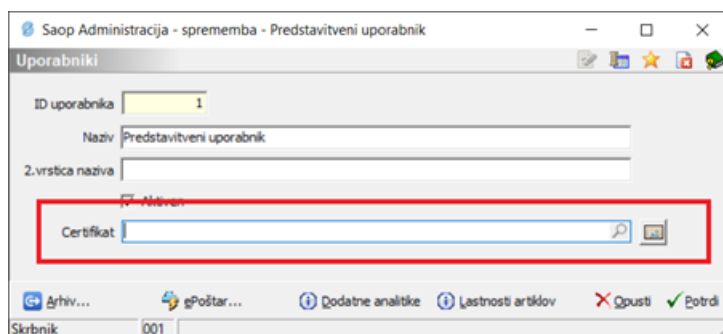 Saop Administracija - sprememba - Predstavitveni uporabnik
Uporabniki
ID uporabnika 1
Naziv Predstavitveni uporabnik
2.vrstica naziva
Aktiven
Certifikat
Arhiv... ePoštar... Dodatne analitike Lastnosti artiklov Opusti Potrdi
Skrbnik 001